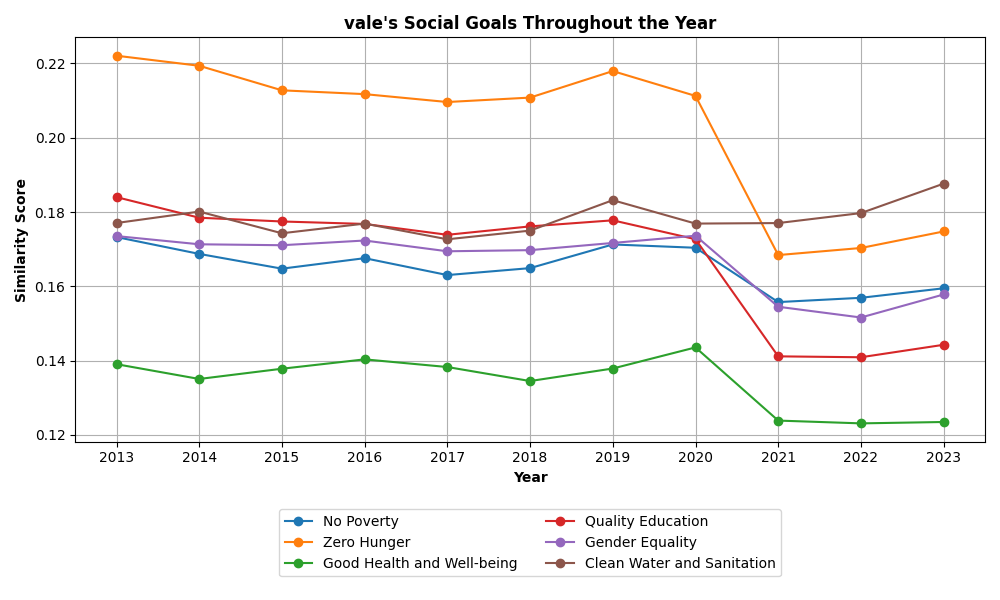 vale's Social Goals Throughout the Year
Similarity Score
0.22
0.20
0.18
0.16
0.14
0.12
2013 2014 2015 2016 2017 2018 2019 2020 2021 2022 2023
Year
No Poverty
Zero Hunger
Good Health and Well-being
Quality Education
Gender Equality
Clean Water and Sanitation